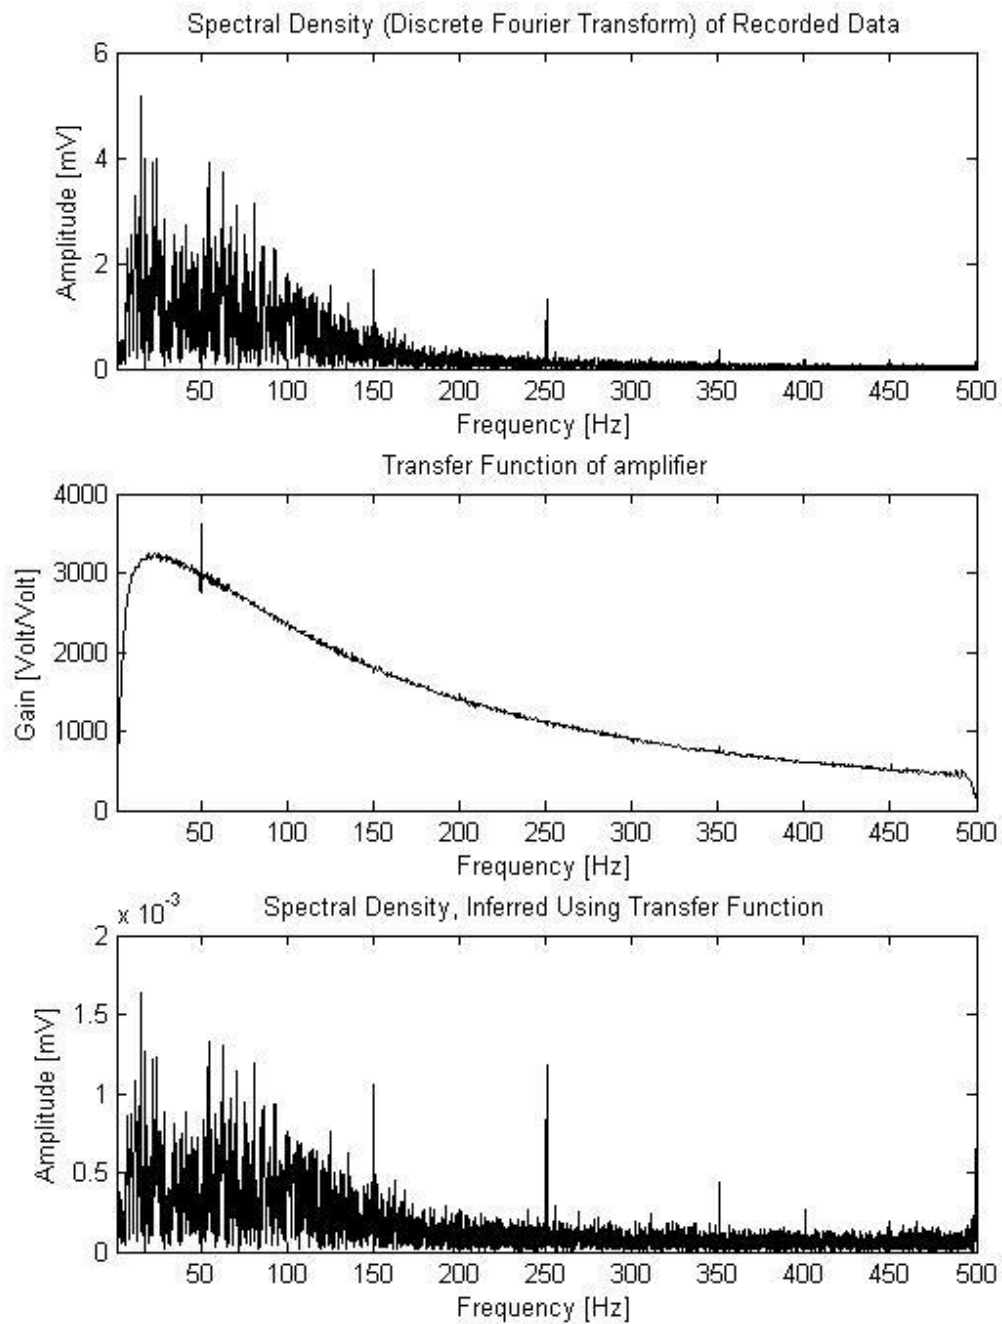 Spectral Density (Discrete Fourier Transform) of Recorded Data
6
4
2
0
Amplitude [mV]
50 100 150 200 250 300 350 400 450 500
Frequency [Hz]
Transfer Function of amplifier
4000
3000
2000
1000
0
Gain [Volt/Volt]
50 100 150 200 250 300 350 400 450 500
Frequency [Hz]
x 10⁻³ Spectral Density, Inferred Using Transfer Function
2
1.5
1
0.5
0
Amplitude [mV]
50 100 150 200 250 300 350 400 450 500
Frequency [Hz]